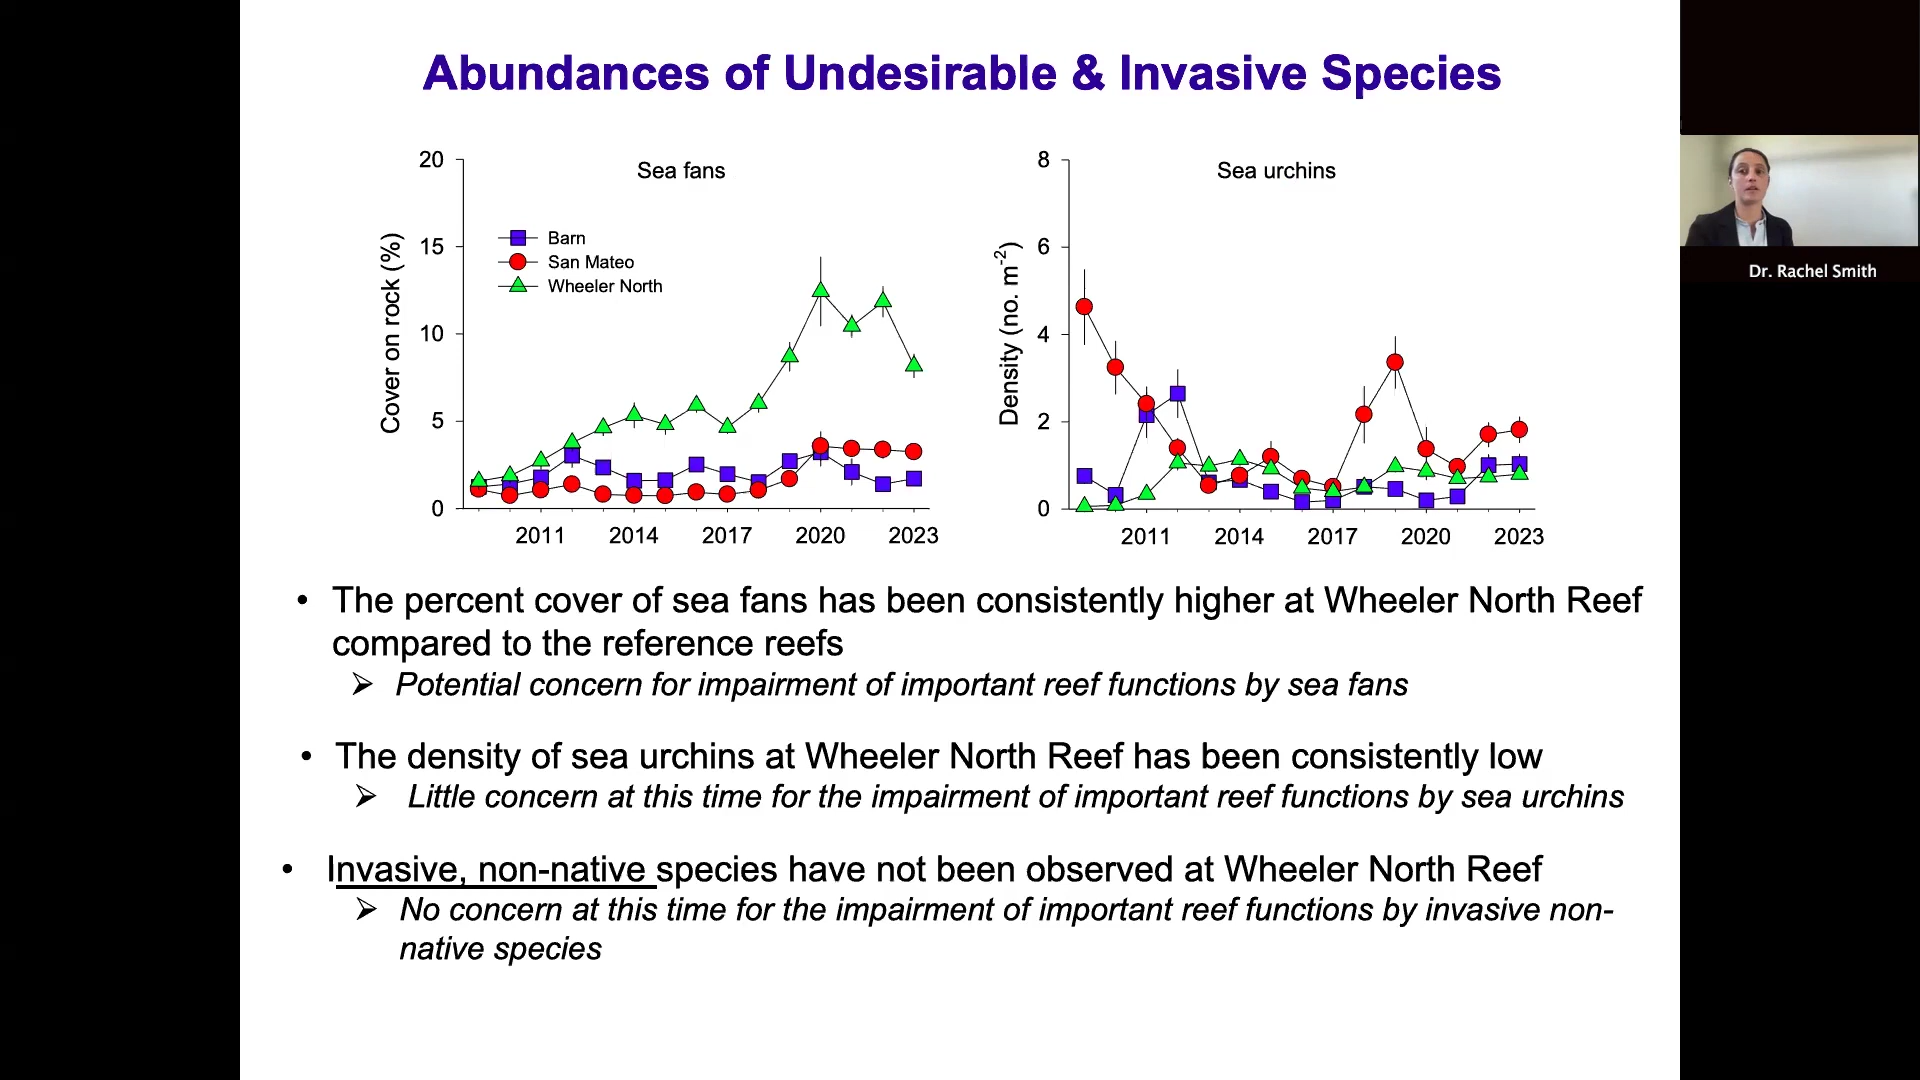 Abundances of Undesirable & Invasive Species
Sea fans
20
15
10
5
0
Cover on rock (%)
Barn
San Mateo
Wheeler North
2011 2014 2017 2020 2023
Sea urchins
8
6
4
2
0
Density (no. m-2)
2011 2014 2017 2020 2023
Dr. Rachel Smith
• The percent cover of sea fans has been consistently higher at Wheeler North Reef
compared to the reference reefs
➢ Potential concern for impairment of important reef functions by sea fans
• The density of sea urchins at Wheeler North Reef has been consistently low
➢ Little concern at this time for the impairment of important reef functions by sea urchins
• Invasive, non-native species have not been observed at Wheeler North Reef
➢ No concern at this time for the impairment of important reef functions by invasive non-
native species